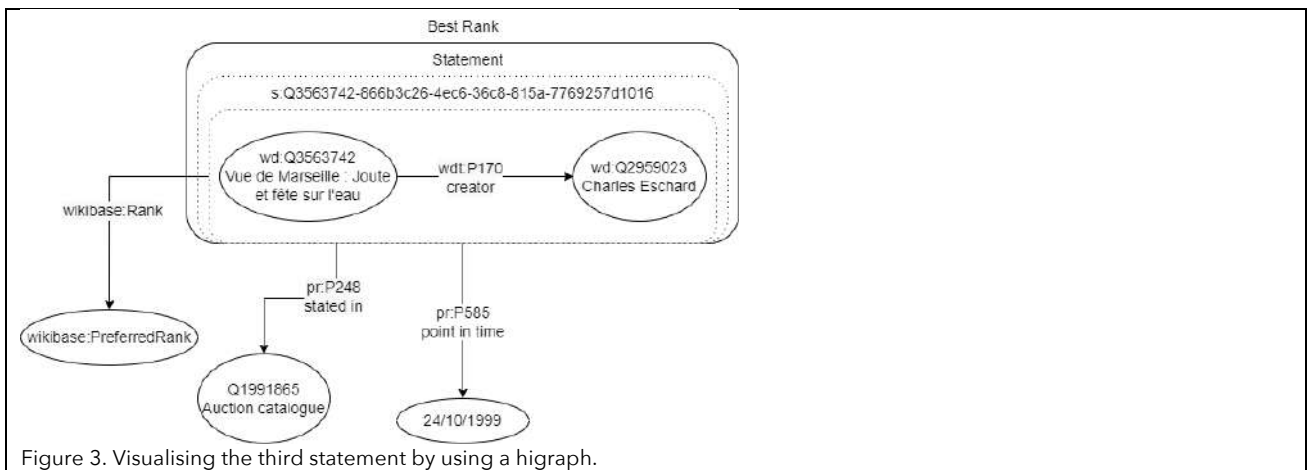 Best Rank
Statement
s:Q3563742-866b3c26-4ec6-36c8-815a-7769257d1016
wd:Q3563742
Vue de Marseille : Joute
et fête sur l'eau
wdt:P170
creator
wd:Q2959023
Charles Eschard
wikibase:Rank
pr:P248
stated in
pr:P585
point in time
wikibase:PreferredRank
Q1991865
Auction catalogue
24/10/1999
Figure 3. Visualising the third statement by using a higraph.